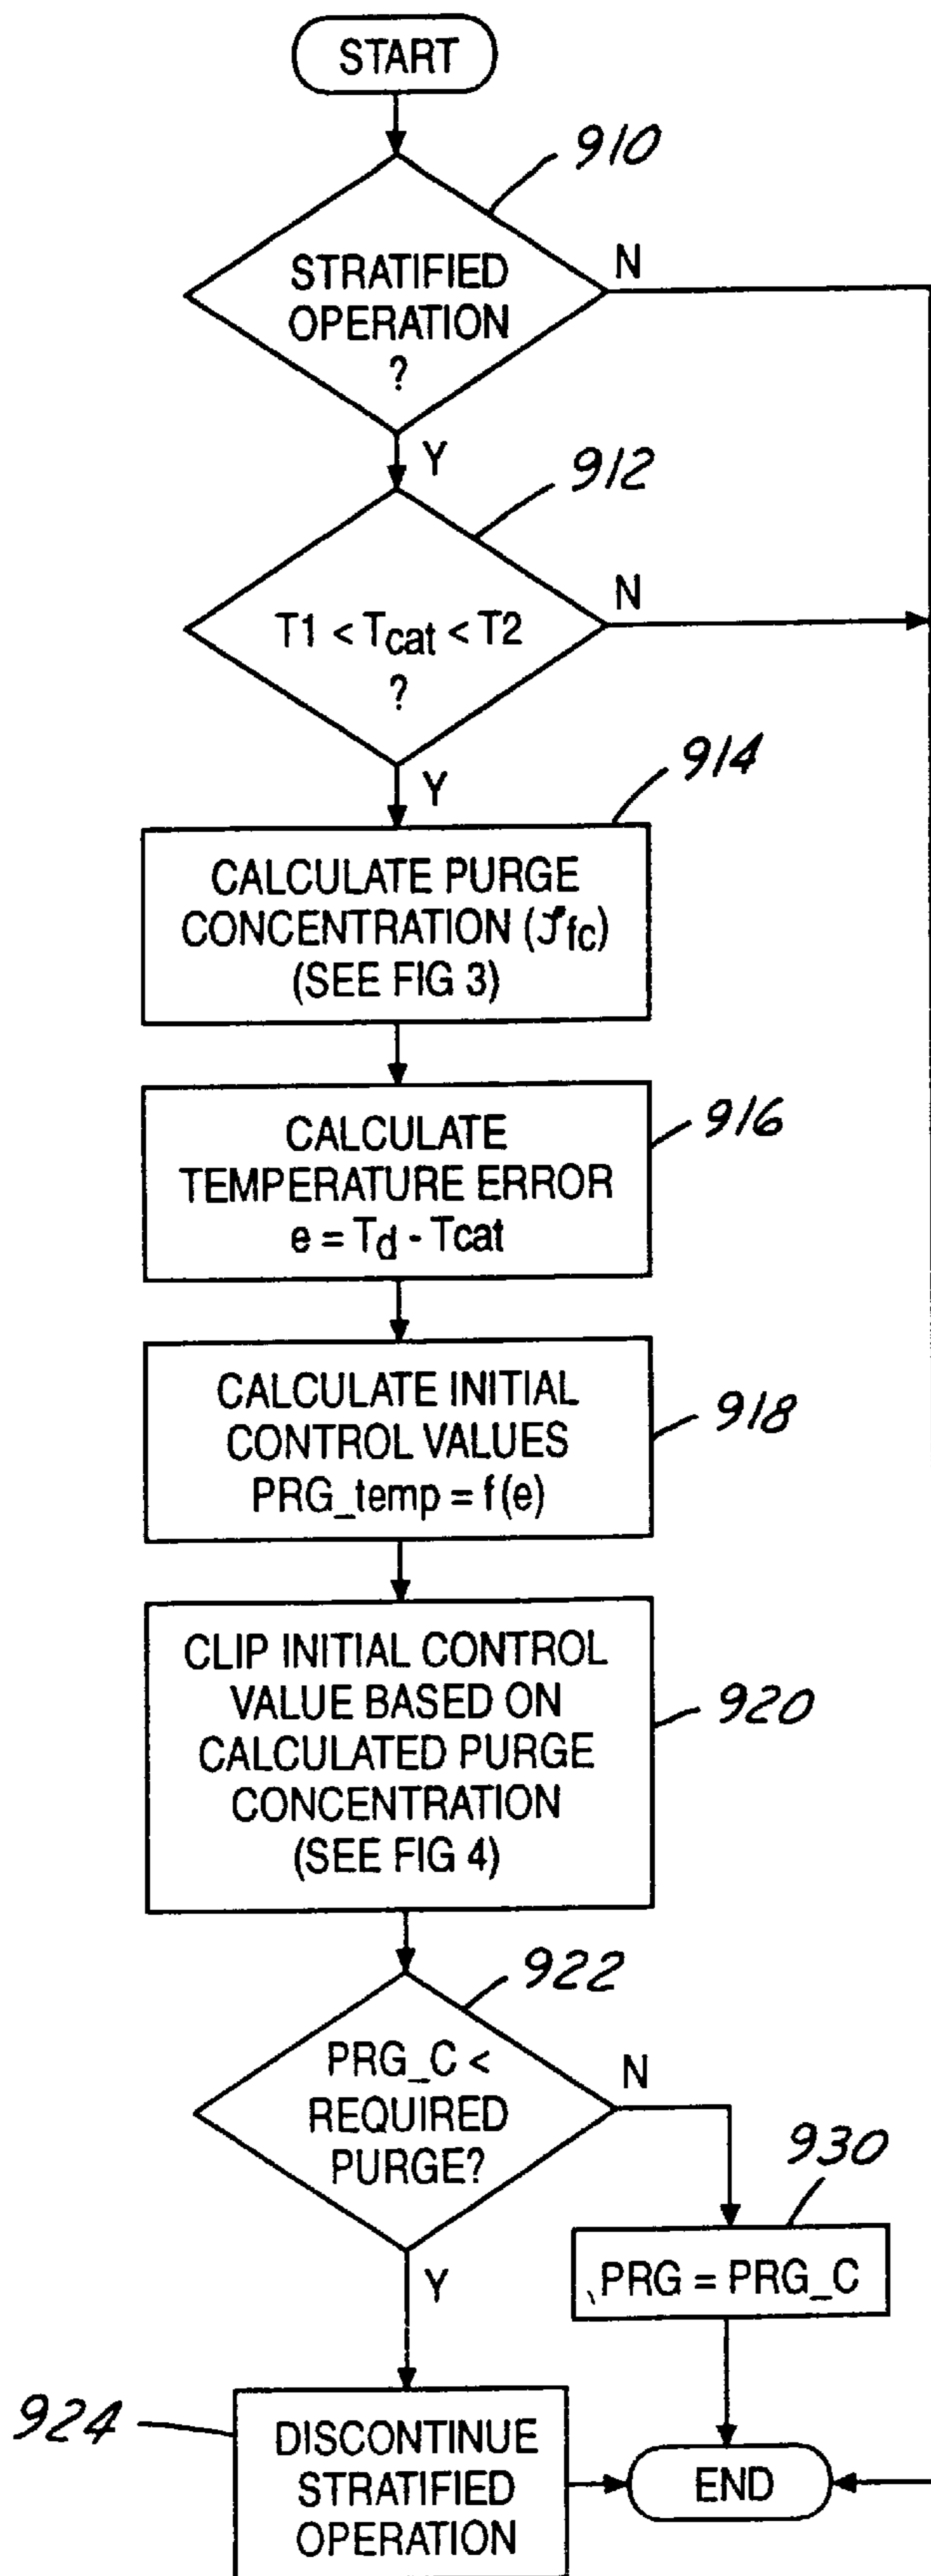 START
910
STRATIFIED
OPERATION
?
N
Y
912
T1 < Tcat < T2
?
N
Y
914
CALCULATE PURGE
CONCENTRATION (fc)
(SEE FIG 3)
916
CALCULATE
TEMPERATURE ERROR
e = Td - Tcat
918
CALCULATE INITIAL
CONTROL VALUES
PRG_temp = f(e)
920
CLIP INITIAL CONTROL
VALUE BASED ON
CALCULATED PURGE
CONCENTRATION
(SEE FIG 4)
922
PRG_C <
REQUIRED
PURGE?
N
Y
930
PRG = PRG_C
924
DISCONTINUE
STRATIFIED
OPERATION
END